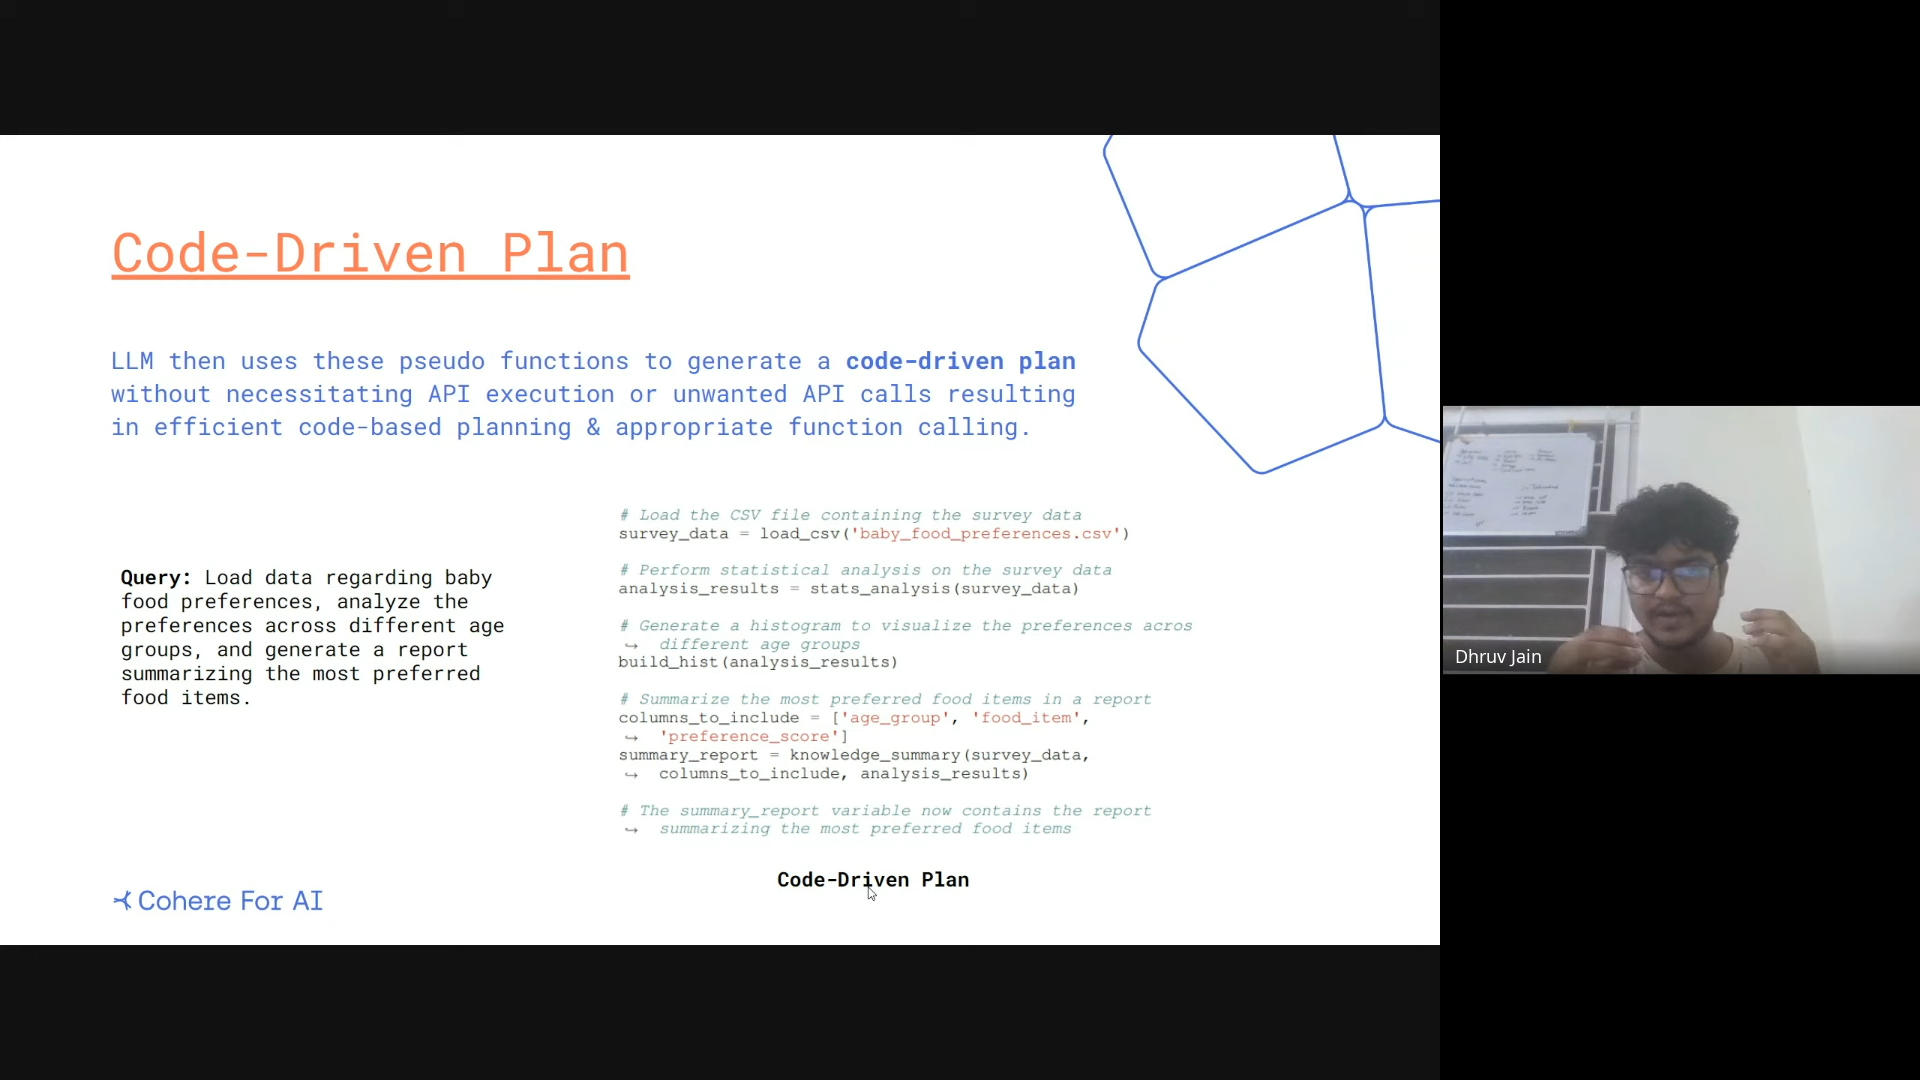 Code-Driven Plan
LLM then uses these pseudo functions to generate a code-driven plan
without necessitating API execution or unwanted API calls resulting
in efficient code-based planning & appropriate function calling.
Query: Load data regarding baby
food preferences, analyze the
preferences across different age
groups, and generate a report
summarizing the most preferred
food items.
# Load the CSV file containing the survey data
survey_data = load_csv('baby_food_preferences.csv')
# Perform statistical analysis on the survey data
analysis_results = stats_analysis(survey_data)
# Generate a histogram to visualize the preferences acros
↪ different age groups
build_hist(analysis_results)
# Summarize the most preferred food items in a report
columns_to_include = ['age_group', 'food_item',
↪ 'preference_score']
summary_report = knowledge_summary(survey_data,
↪ columns_to_include, analysis_results)
# The summary_report variable now contains the report
↪ summarizing the most preferred food items
Code-Driven Plan
Cohere For AI
Dhruv Jain